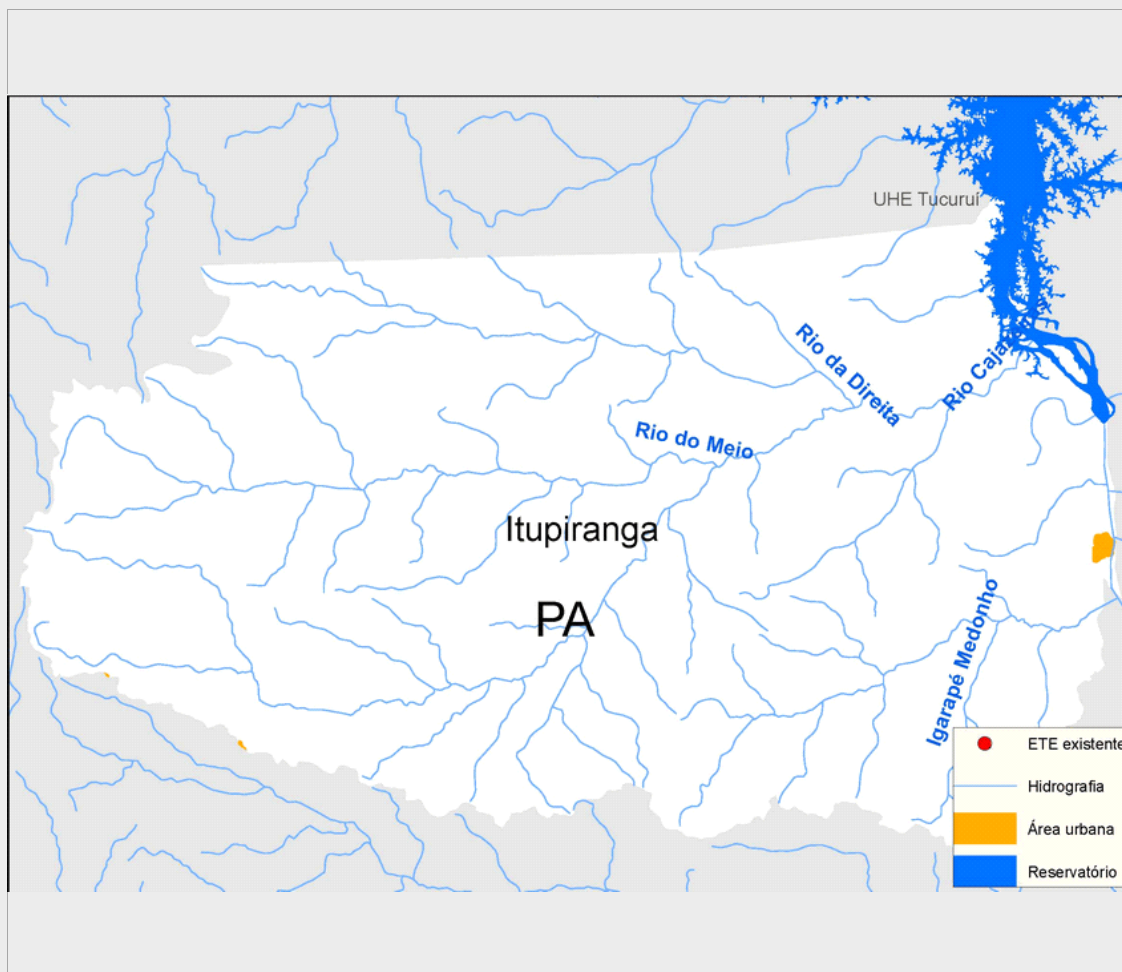 UHE Tucuruí
Rio da Direita
Rio
Rio do Meio
Itupiranga
PA
Igarapé Medonho
ETE existente
Hidrografia
Área urbana
Reservatório